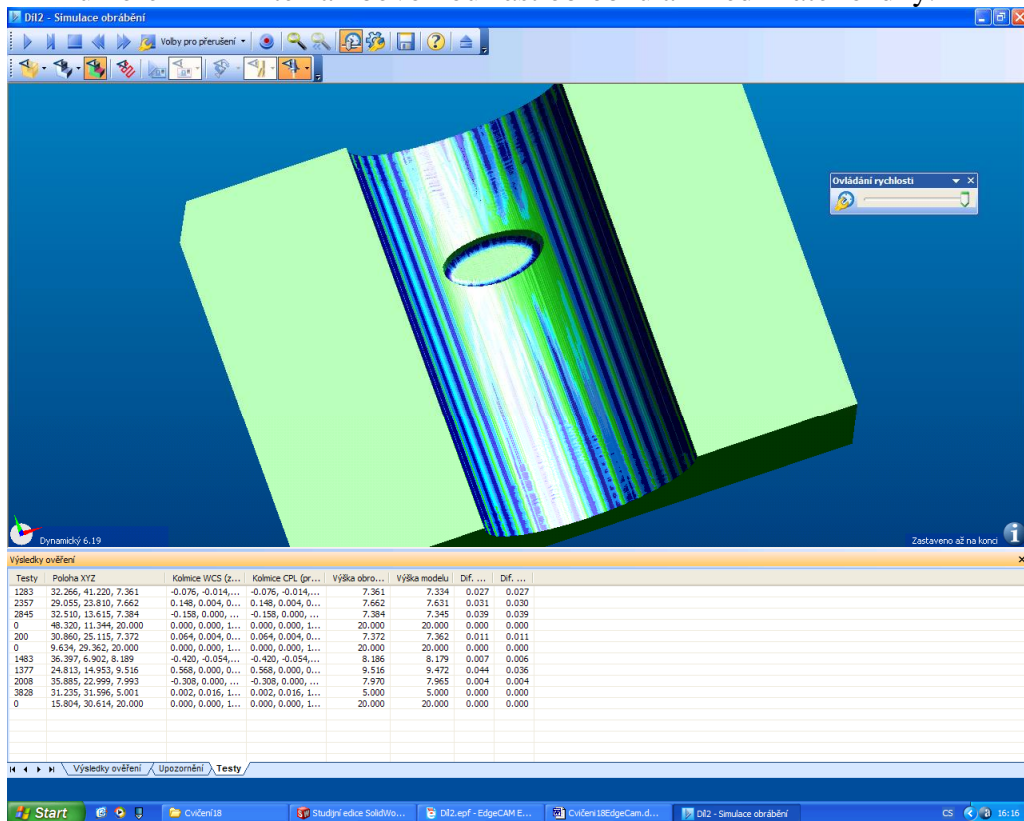 Díl2 - Simulace obrábění
Volby pro přerušení
Ovládání rychlosti
Dynamický 6.19
Zastaveno až na konci
Výsledky ověření
Testy Poloha XYZ Kolmice WCS (z... Kolmice CPL (pr... Výška obro... Výška modelu Dif. ... Dif. ...
1283 32.266, 41.220, 7.361 -0.076, -0.014,... -0.076, -0.014,... 7.361 7.334 0.027 0.027
2357 29.055, 23.810, 7.662 0.148, 0.004, 0... 0.148, 0.004, 0... 7.662 7.631 0.031 0.030
2845 32.510, 13.615, 7.384 -0.158, 0.000, ... -0.158, 0.000, ... 7.384 7.345 0.039 0.039
0 48.320, 11.344, 20.000 0.000, 0.000, 1... 0.000, 0.000, 1... 20.000 20.000 0.000 0.000
200 30.860, 25.115, 7.372 0.064, 0.004, 0... 0.064, 0.004, 0... 7.372 7.362 0.011 0.011
0 9.634, 29.362, 20.000 0.000, 0.000, 1... 0.000, 0.000, 1... 20.000 20.000 0.000 0.000
1483 36.397, 6.902, 8.189 -0.420, -0.054,... -0.420, -0.054,... 8.186 8.179 0.007 0.006
1377 24.813, 14.953, 9.516 0.568, 0.000, 0... 0.568, 0.000, 0... 9.516 9.472 0.044 0.036
2008 35.885, 22.999, 7.993 -0.308, 0.000, ... -0.308, 0.000, ... 7.970 7.965 0.004 0.004
3828 31.235, 31.596, 5.001 0.002, 0.016, 1... 0.002, 0.016, 1... 5.000 5.000 0.000 0.000
0 15.804, 30.614, 20.000 0.000, 0.000, 1... 0.000, 0.000, 1... 20.000 20.000 0.000 0.000
Výsledky ověření Upozornění Testy
Start Cvičení18 Studijní edice SolidWo... Díl2.epf - EdgeCAM E... Cvičení18EdgeCam.d... Díl2 - Simulace obrábění CS 16:16